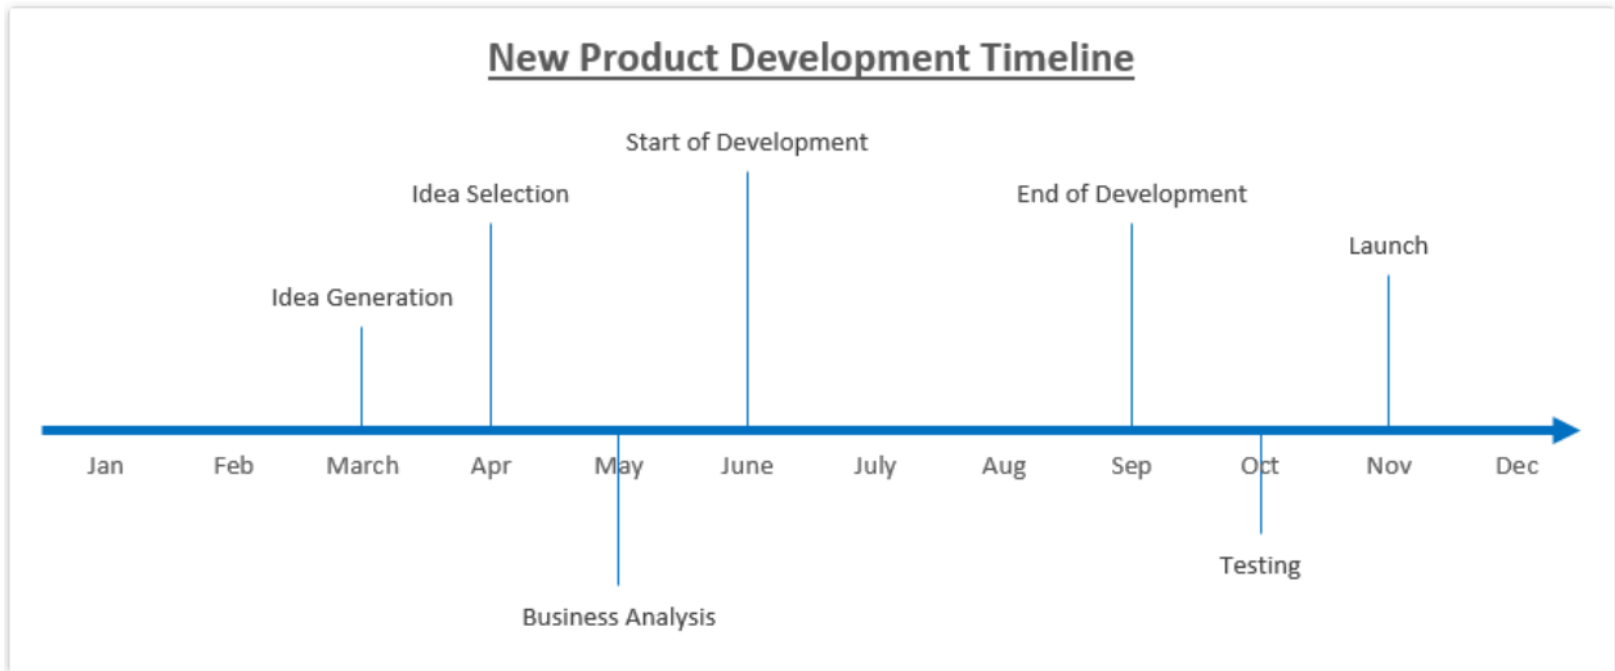 New Product Development Timeline
Start of Development
Idea Selection
End of Development
Launch
Idea Generation
Jan Feb March Apr May June July Aug Sep Oct Nov Dec
Testing
Business Analysis